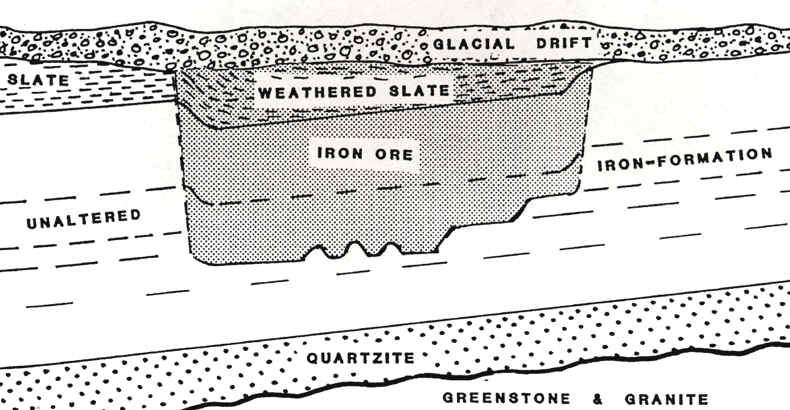 GLACIAL DRIFT
SLATE
WEATHERED SLATE
IRON ORE
IRON-FORMATION
UNALTERED
QUARTZITE
GREENSTONE & GRANITE